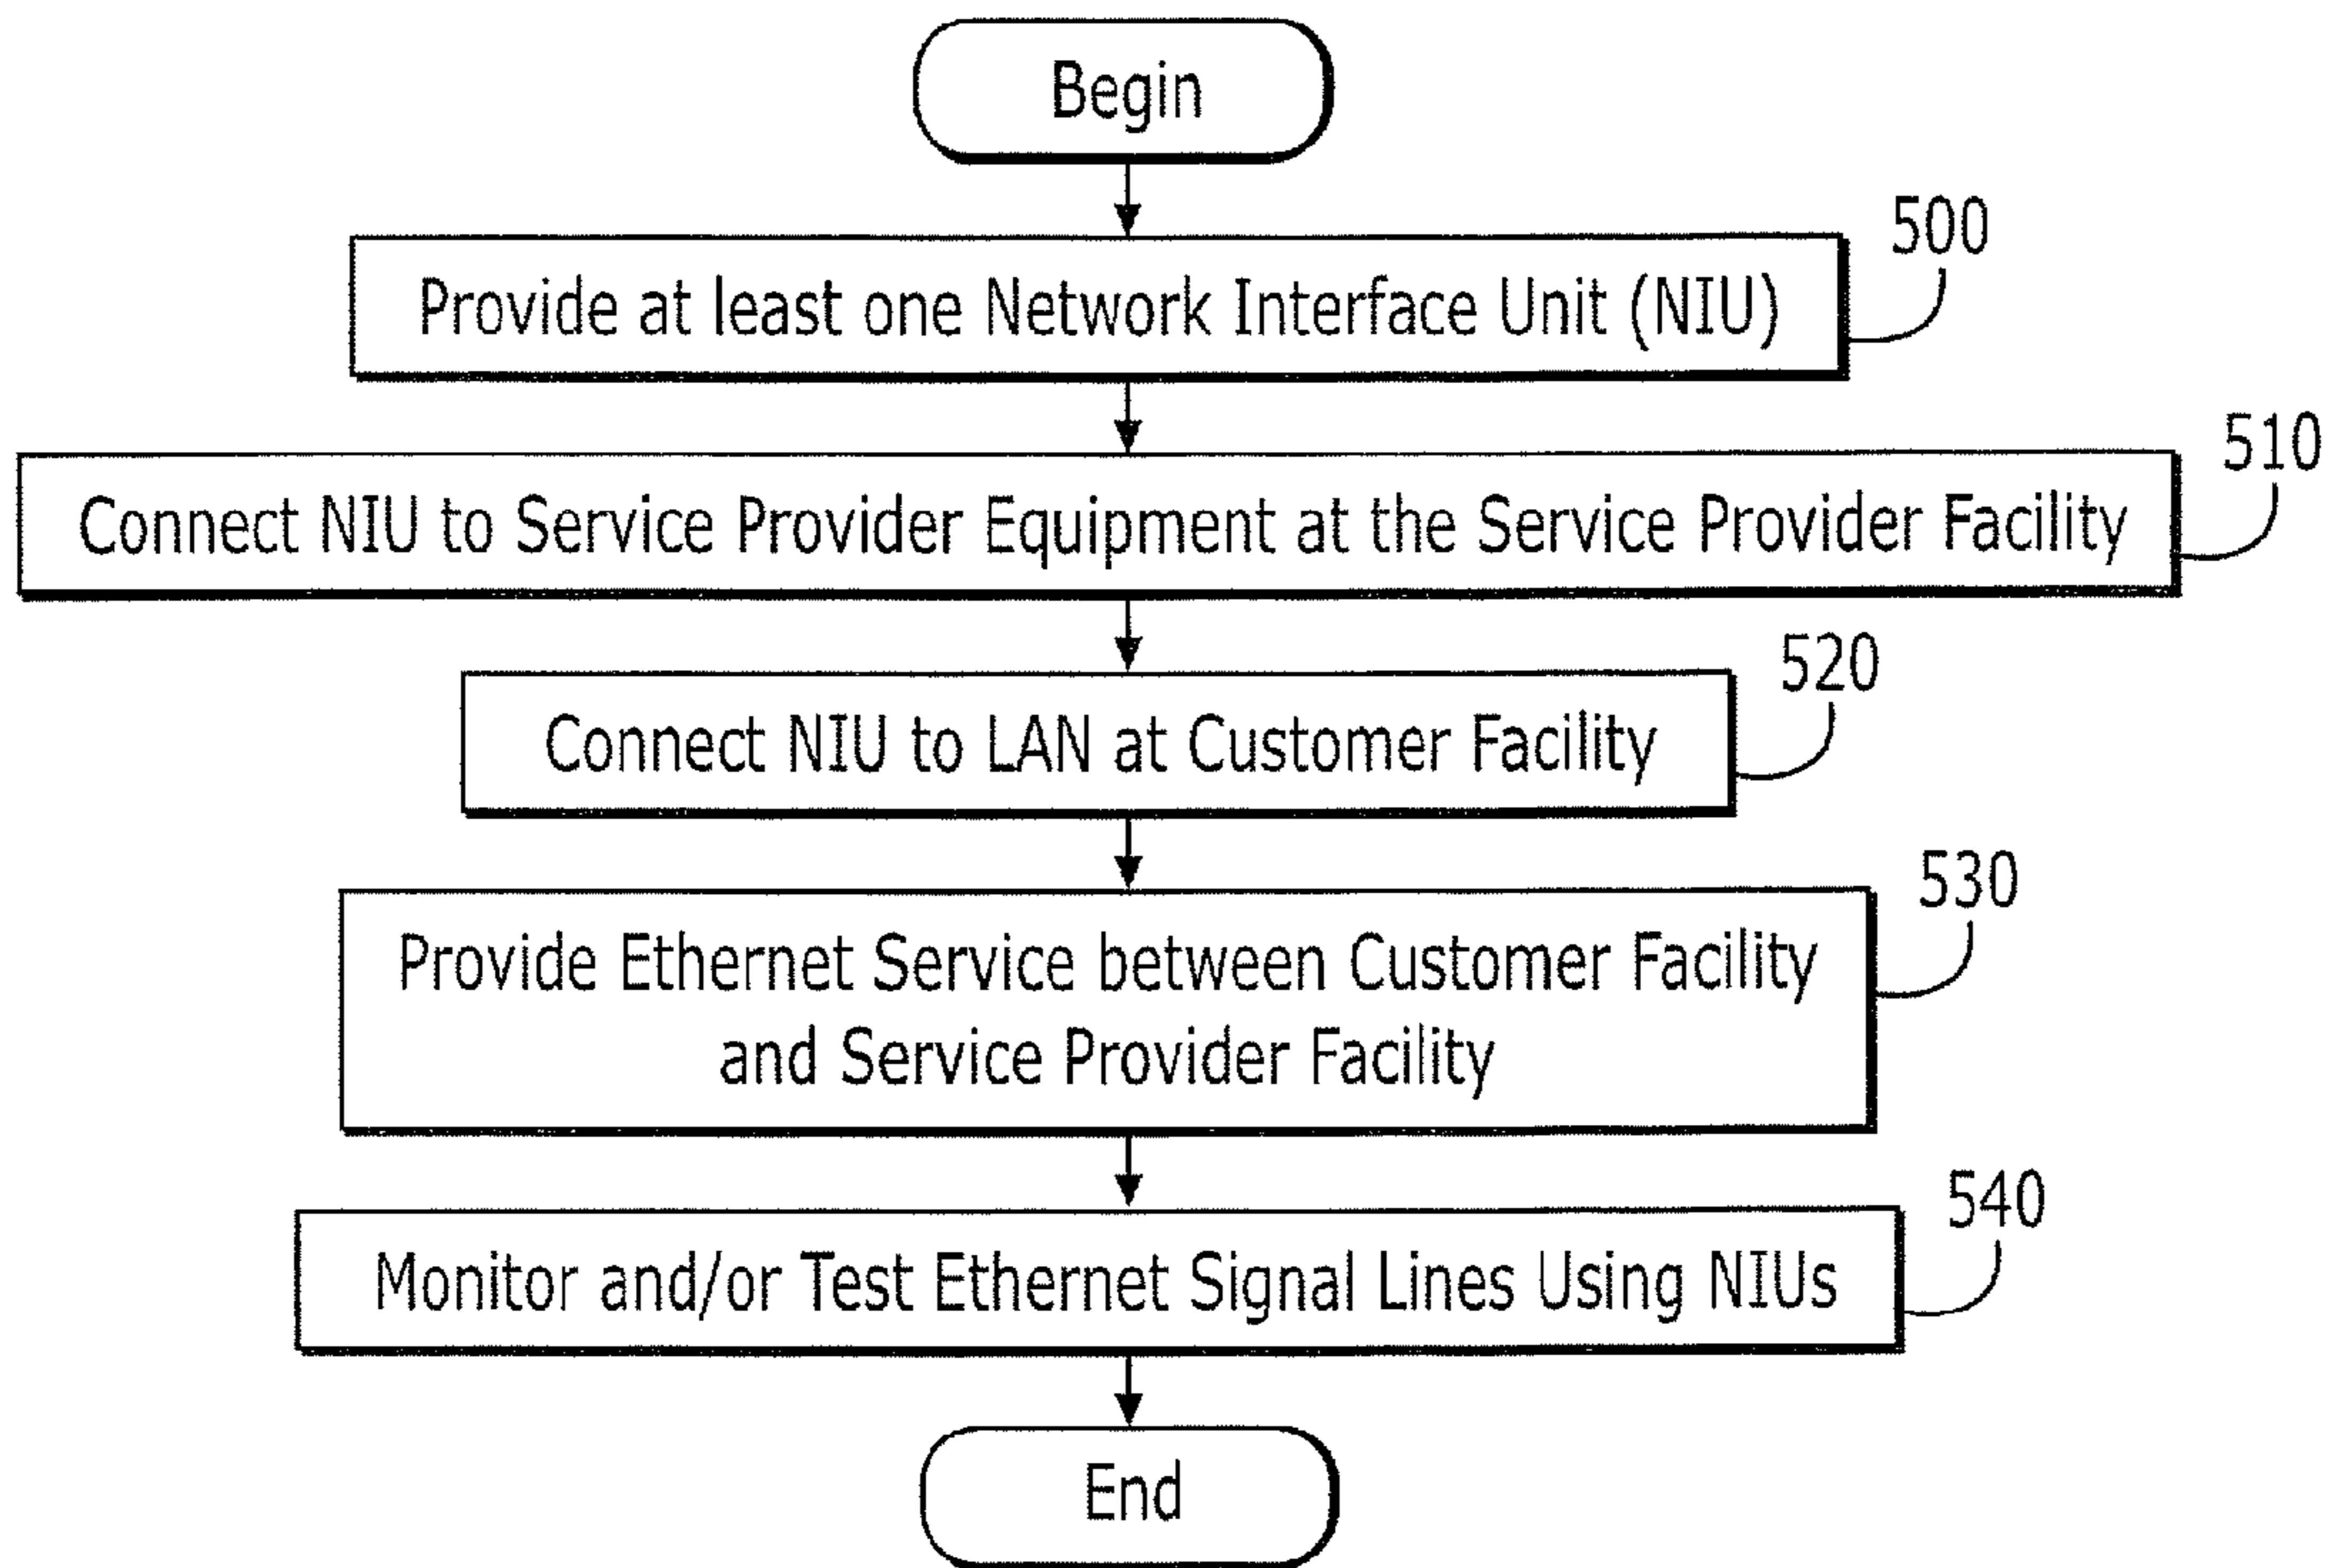 Begin
500
Provide at least one Network Interface Unit (NIU)
510
Connect NIU to Service Provider Equipment at the Service Provider Facility
520
Connect NIU to LAN at Customer Facility
530
Provide Ethernet Service between Customer Facility
and Service Provider Facility
540
Monitor and/or Test Ethernet Signal Lines Using NIUs
End